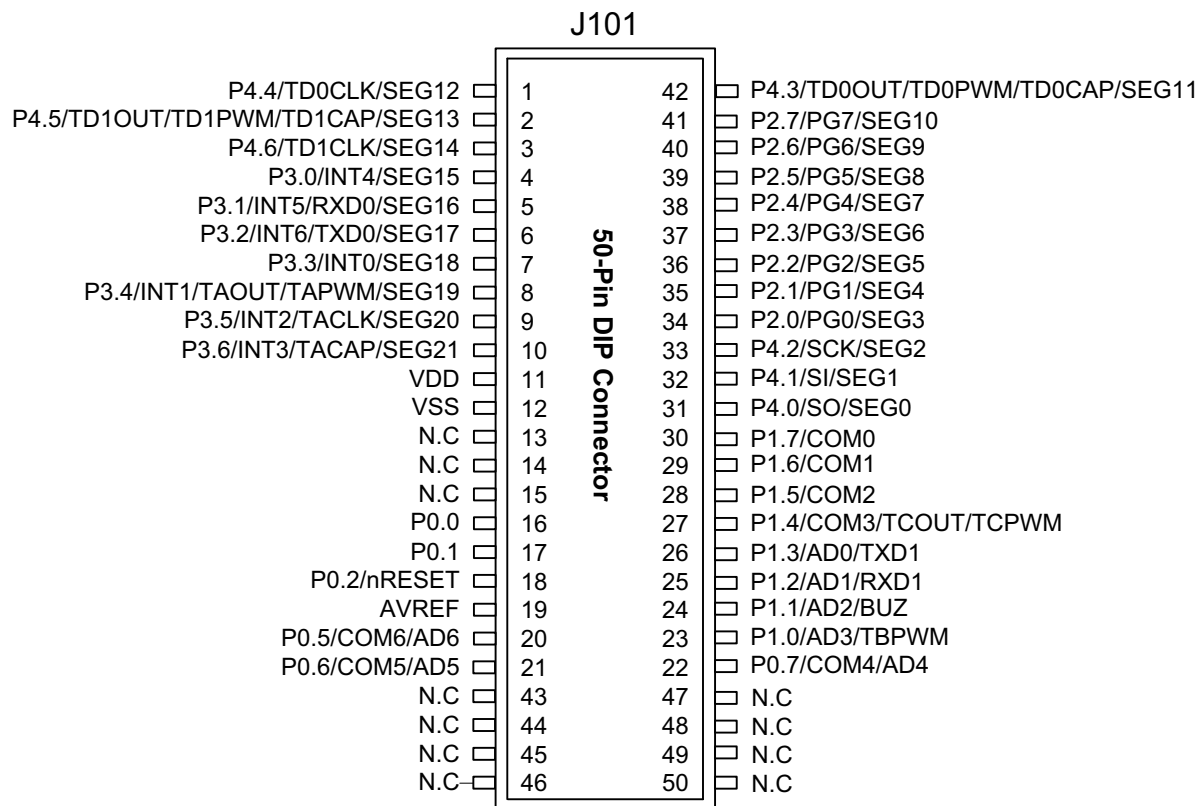 J101
P4.4/TD0CLK/SEG12 1 42 P4.3/TD0OUT/TD0PWM/TD0CAP/SEG11
P4.5/TD1OUT/TD1PWM/TD1CAP/SEG13 2 41 P2.7/PG7/SEG10
P4.6/TD1CLK/SEG14 3 40 P2.6/PG6/SEG9
P3.0/INT4/SEG15 4 39 P2.5/PG5/SEG8
P3.1/INT5/RXD0/SEG16 5 38 P2.4/PG4/SEG7
P3.2/INT6/TXD0/SEG17 6 37 P2.3/PG3/SEG6
P3.3/INT0/SEG18 7 36 P2.2/PG2/SEG5
P3.4/INT1/TAOUT/TAPWM/SEG19 8 35 P2.1/PG1/SEG4
P3.5/INT2/TACLK/SEG20 9 34 P2.0/PG0/SEG3
P3.6/INT3/TACAP/SEG21 10 33 P4.2/SCK/SEG2
VDD 11 32 P4.1/SI/SEG1
VSS 12 31 P4.0/SO/SEG0
N.C 13 30 P1.7/COM0
N.C 14 29 P1.6/COM1
N.C 15 28 P1.5/COM2
P0.0 16 27 P1.4/COM3/TCOUT/TCPWM
P0.1 17 26 P1.3/AD0/TXD1
P0.2/nRESET 18 25 P1.2/AD1/RXD1
AVREF 19 24 P1.1/AD2/BUZ
P0.5/COM6/AD6 20 23 P1.0/AD3/TBPWM
P0.6/COM5/AD5 21 22 P0.7/COM4/AD4
N.C 43 47 N.C
N.C 44 48 N.C
N.C 45 49 N.C
N.C 46 50 N.C
50-Pin DIP Connector